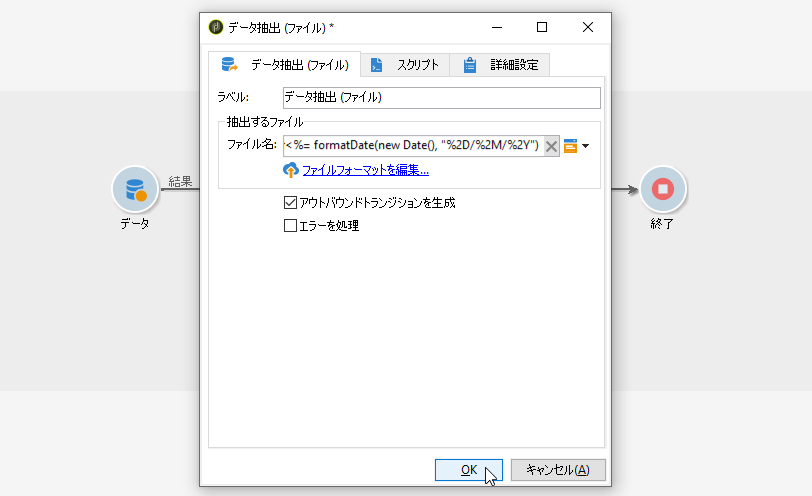 データ抽出 (ファイル) *
データ抽出 (ファイル)
スクリプト
詳細設定
ラベル:
データ抽出 (ファイル)
抽出するファイル
ファイル名:
<%= formatDate(new Date(), "%2D/%2M/%2Y")
ファイルフォーマットを編集...
アウトバウンドトランジションを生成
エラーを処理
結果
データ
終了
OK
キャンセル(A)